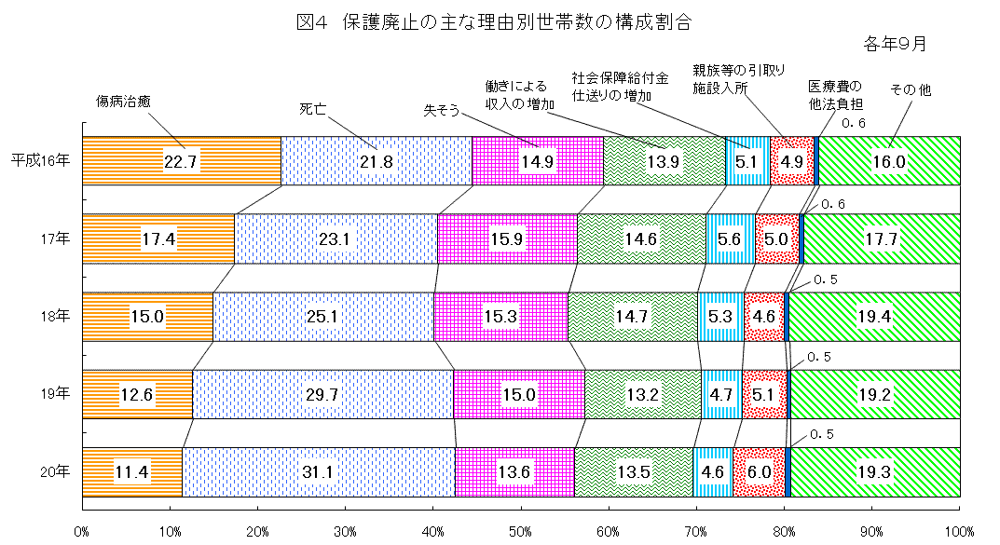 図４　保護廃止の主な理由別世帯数の構成割合
各年９月
傷病治癒
死亡
失そう
働きによる
収入の増加
社会保障給付金
仕送りの増加
親族等の引取り
施設入所
医療費の
他法負担
その他
平成16年 22.7 21.8 14.9 13.9 5.1 4.9 0.6 16.0
17年 17.4 23.1 15.9 14.6 5.6 5.0 0.6 17.7
18年 15.0 25.1 15.3 14.7 5.3 4.6 0.5 19.4
19年 12.6 29.7 15.0 13.2 4.7 5.1 0.5 19.2
20年 11.4 31.1 13.6 13.5 4.6 6.0 0.5 19.3
0% 10% 20% 30% 40% 50% 60% 70% 80% 90% 100%